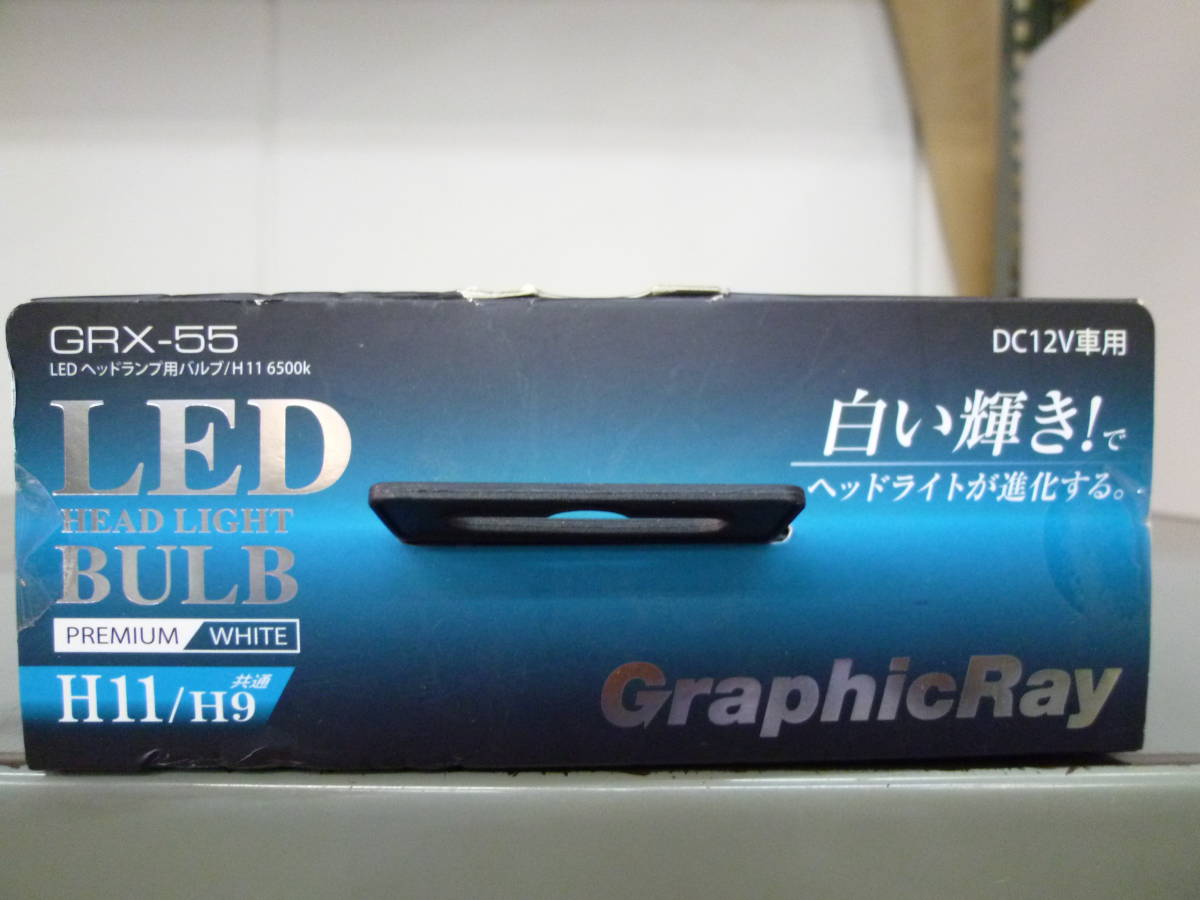 GRX-55
LED ヘッドランプ用バルブ/H11 6500k
LED
HEAD LIGHT
BULB
PREMIUM WHITE
H11/H9 共通
DC12V車用
白い輝き!で
ヘッドライトが進化する。
GraphicRay